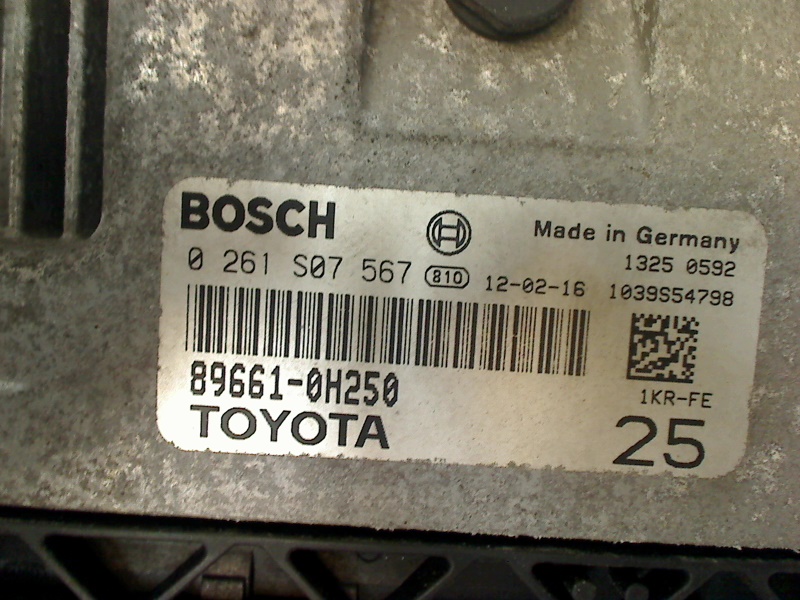 BOSCH
Made in Germany
0 261 S07 567 810 12-02-16
1325 0592
1039S54798
89661-0H250
1KR-FE
TOYOTA
25